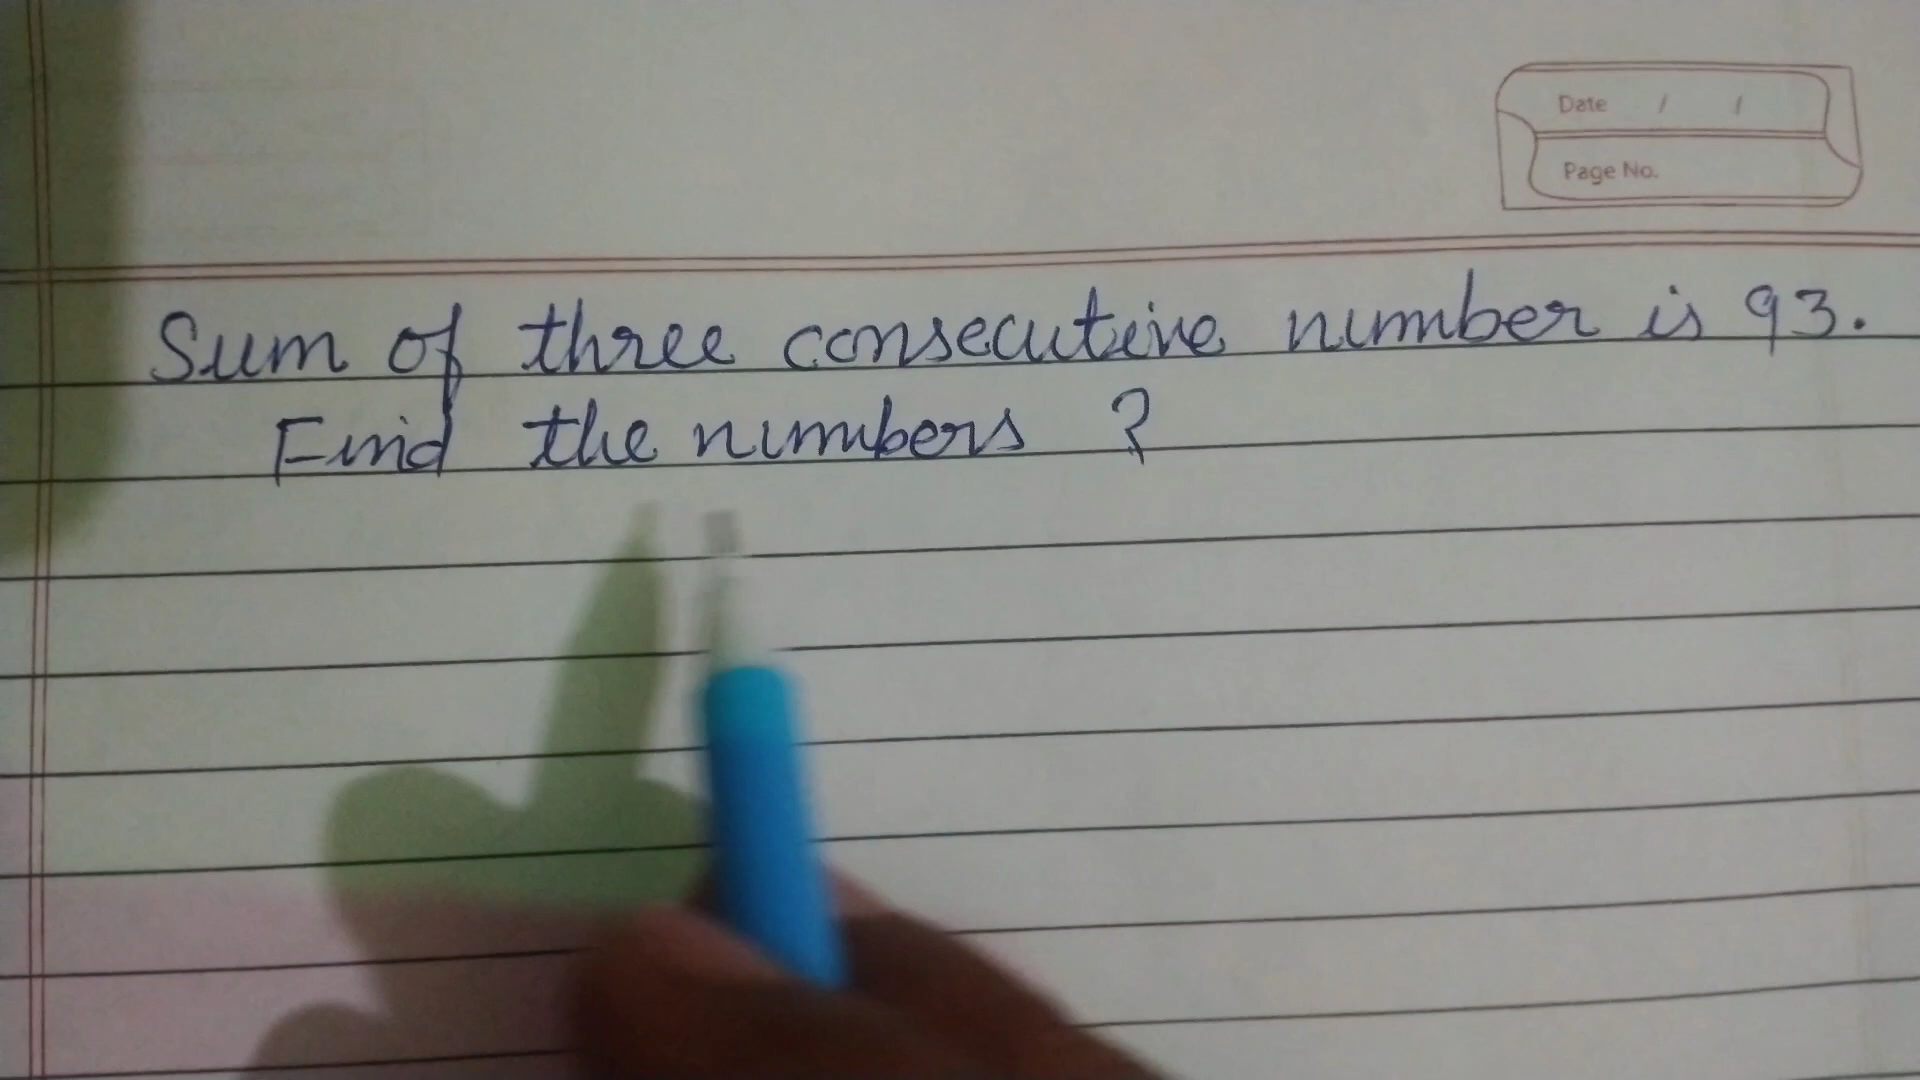 Date / /
Page No.
Sum of three consecutive number is 93.
Find the numbers ?